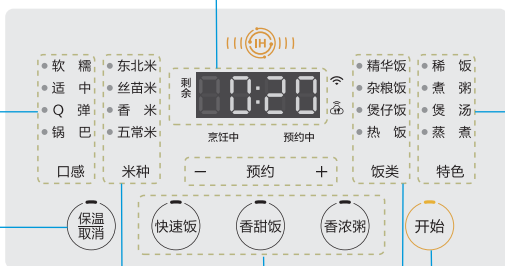 IH
软糯 东北米 剩余 0:20 精华饭 稀饭
适中 丝苗米 杂粮饭 煮粥
Q弹 香米 煲仔饭 煲汤
锅巴 五常米 烹饪中 预约中 热饭 蒸煮
口感 米种 − 预约 + 饭类 特色
保温取消 快速饭 香甜饭 香浓粥 开始